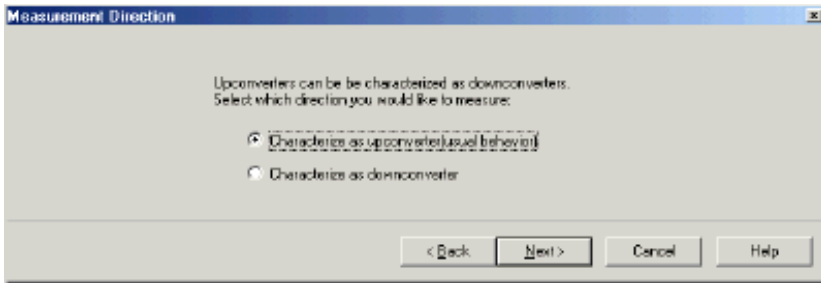 Measurement Direction
Upconverters can be be characterized as downconverters.
Select which direction you would like to measure:
Characterize as upconverter(usual behavior)
Characterize as downconverter
< Back
Next >
Cancel
Help